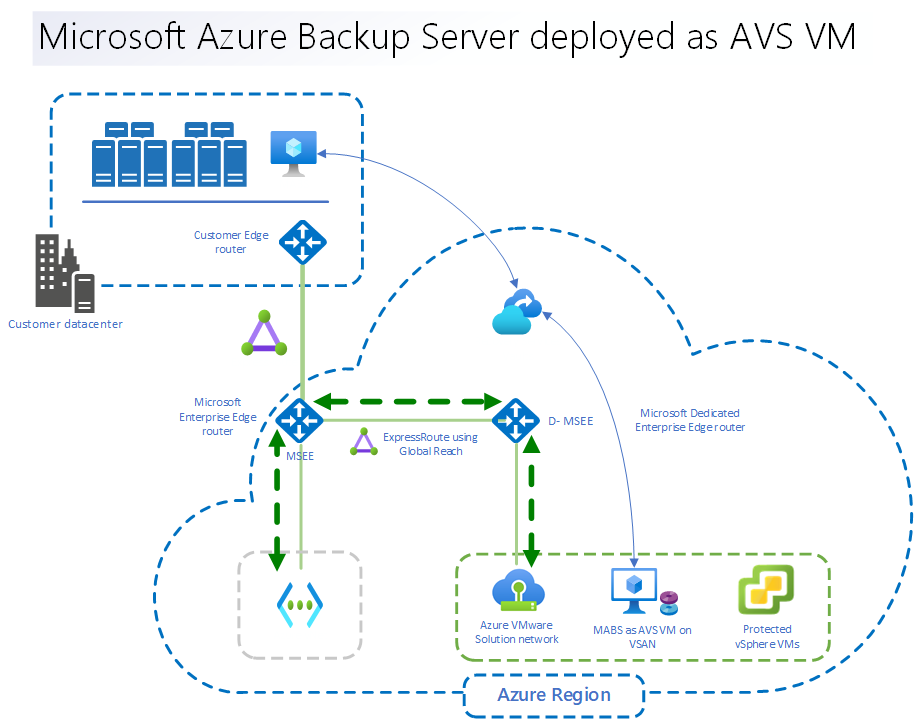 Microsoft Azure Backup Server deployed as AVS VM
Customer Edge
router
Customer datacenter
Microsoft
Enterprise Edge
router
MSEE
ExpressRoute using
Global Reach
D- MSEE
Microsoft Dedicated
Enterprise Edge router
Azure VMware
Solution network
MABS as AVS VM on
VSAN
Protected
vSphere VMs
Azure Region